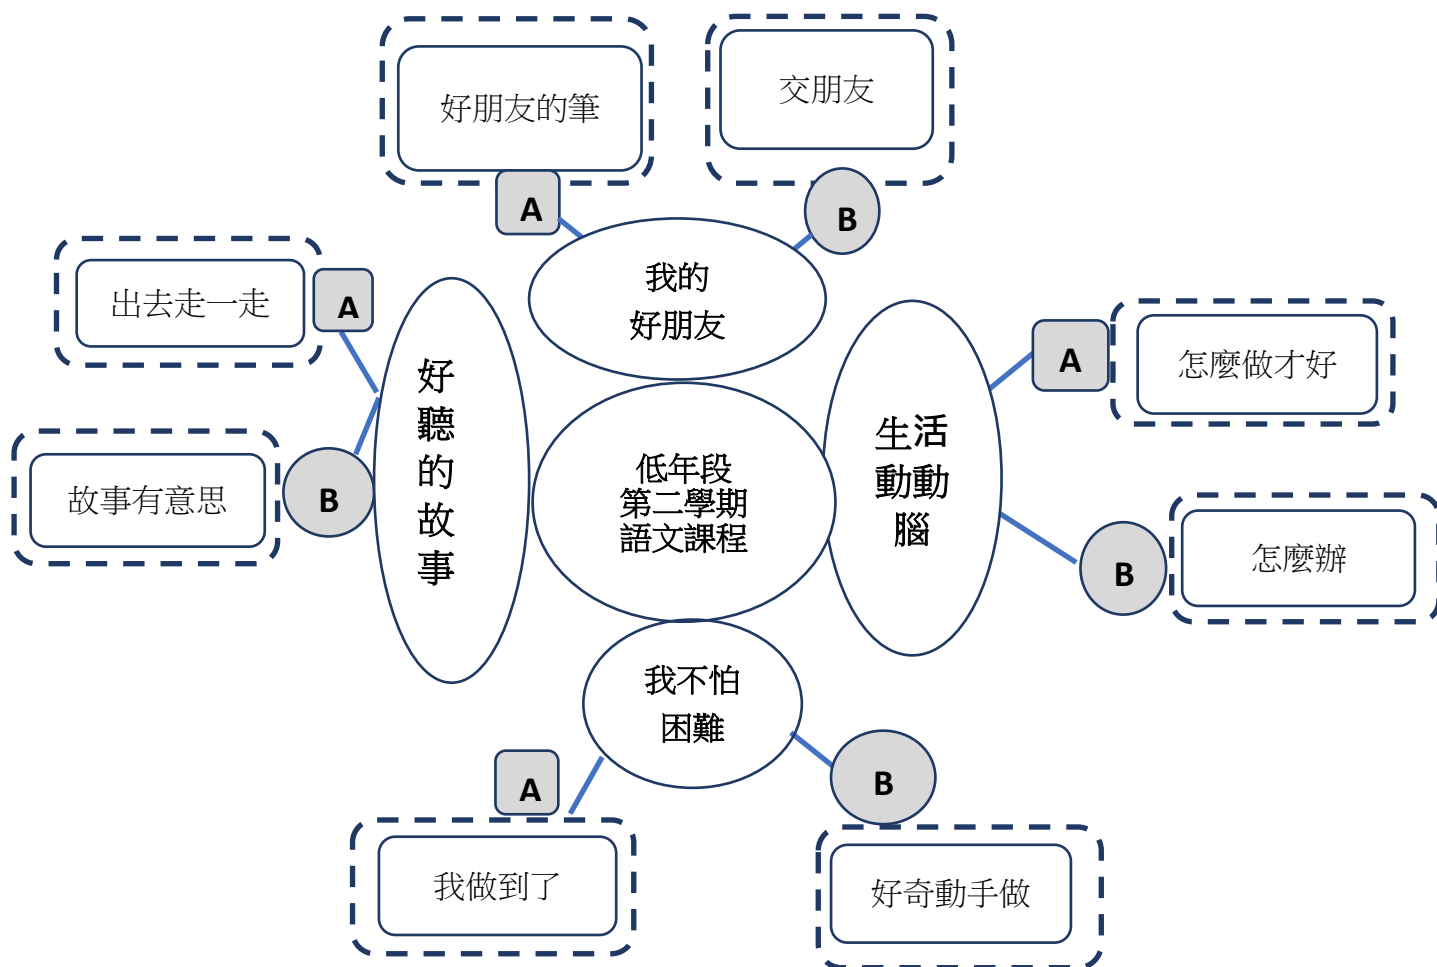 好朋友的筆
A
交朋友
B
我的
好朋友
出去走一走
A
故事有意思
B
好聽的故事
低年段
第二學期
語文課程
生活
動動
腦
A
怎麼做才好
B
怎麼辦
我不怕
困難
A
我做到了
B
好奇動手做